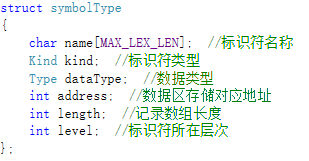 struct symbolType
{
    char name[MAX_LEX_LEN];  //标识符名称
    Kind kind;  //标识符类型
    Type dataType;  //数据类型
    int address;  //数据区存储对应地址
    int length;  //记录数组长度
    int level;  //标识符所在层次
};